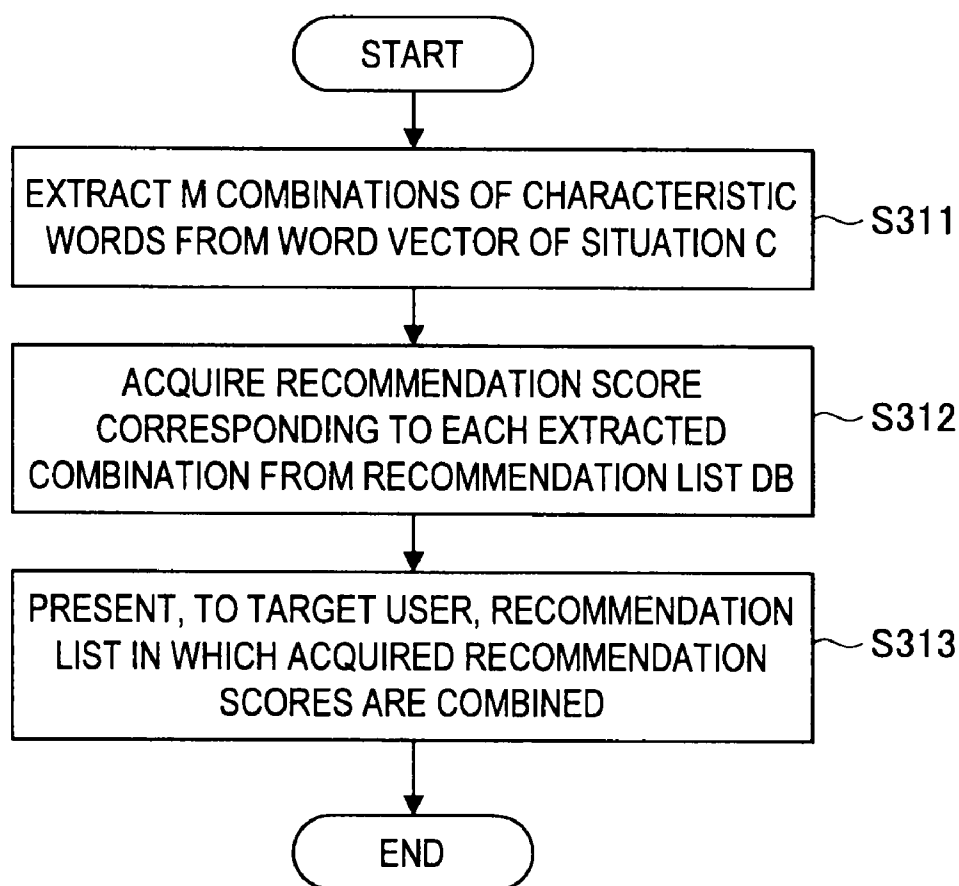 START
EXTRACT M COMBINATIONS OF CHARACTERISTIC
WORDS FROM WORD VECTOR OF SITUATION C
S311
ACQUIRE RECOMMENDATION SCORE
CORRESPONDING TO EACH EXTRACTED
COMBINATION FROM RECOMMENDATION LIST DB
S312
PRESENT, TO TARGET USER, RECOMMENDATION
LIST IN WHICH ACQUIRED RECOMMENDATION
SCORES ARE COMBINED
S313
END